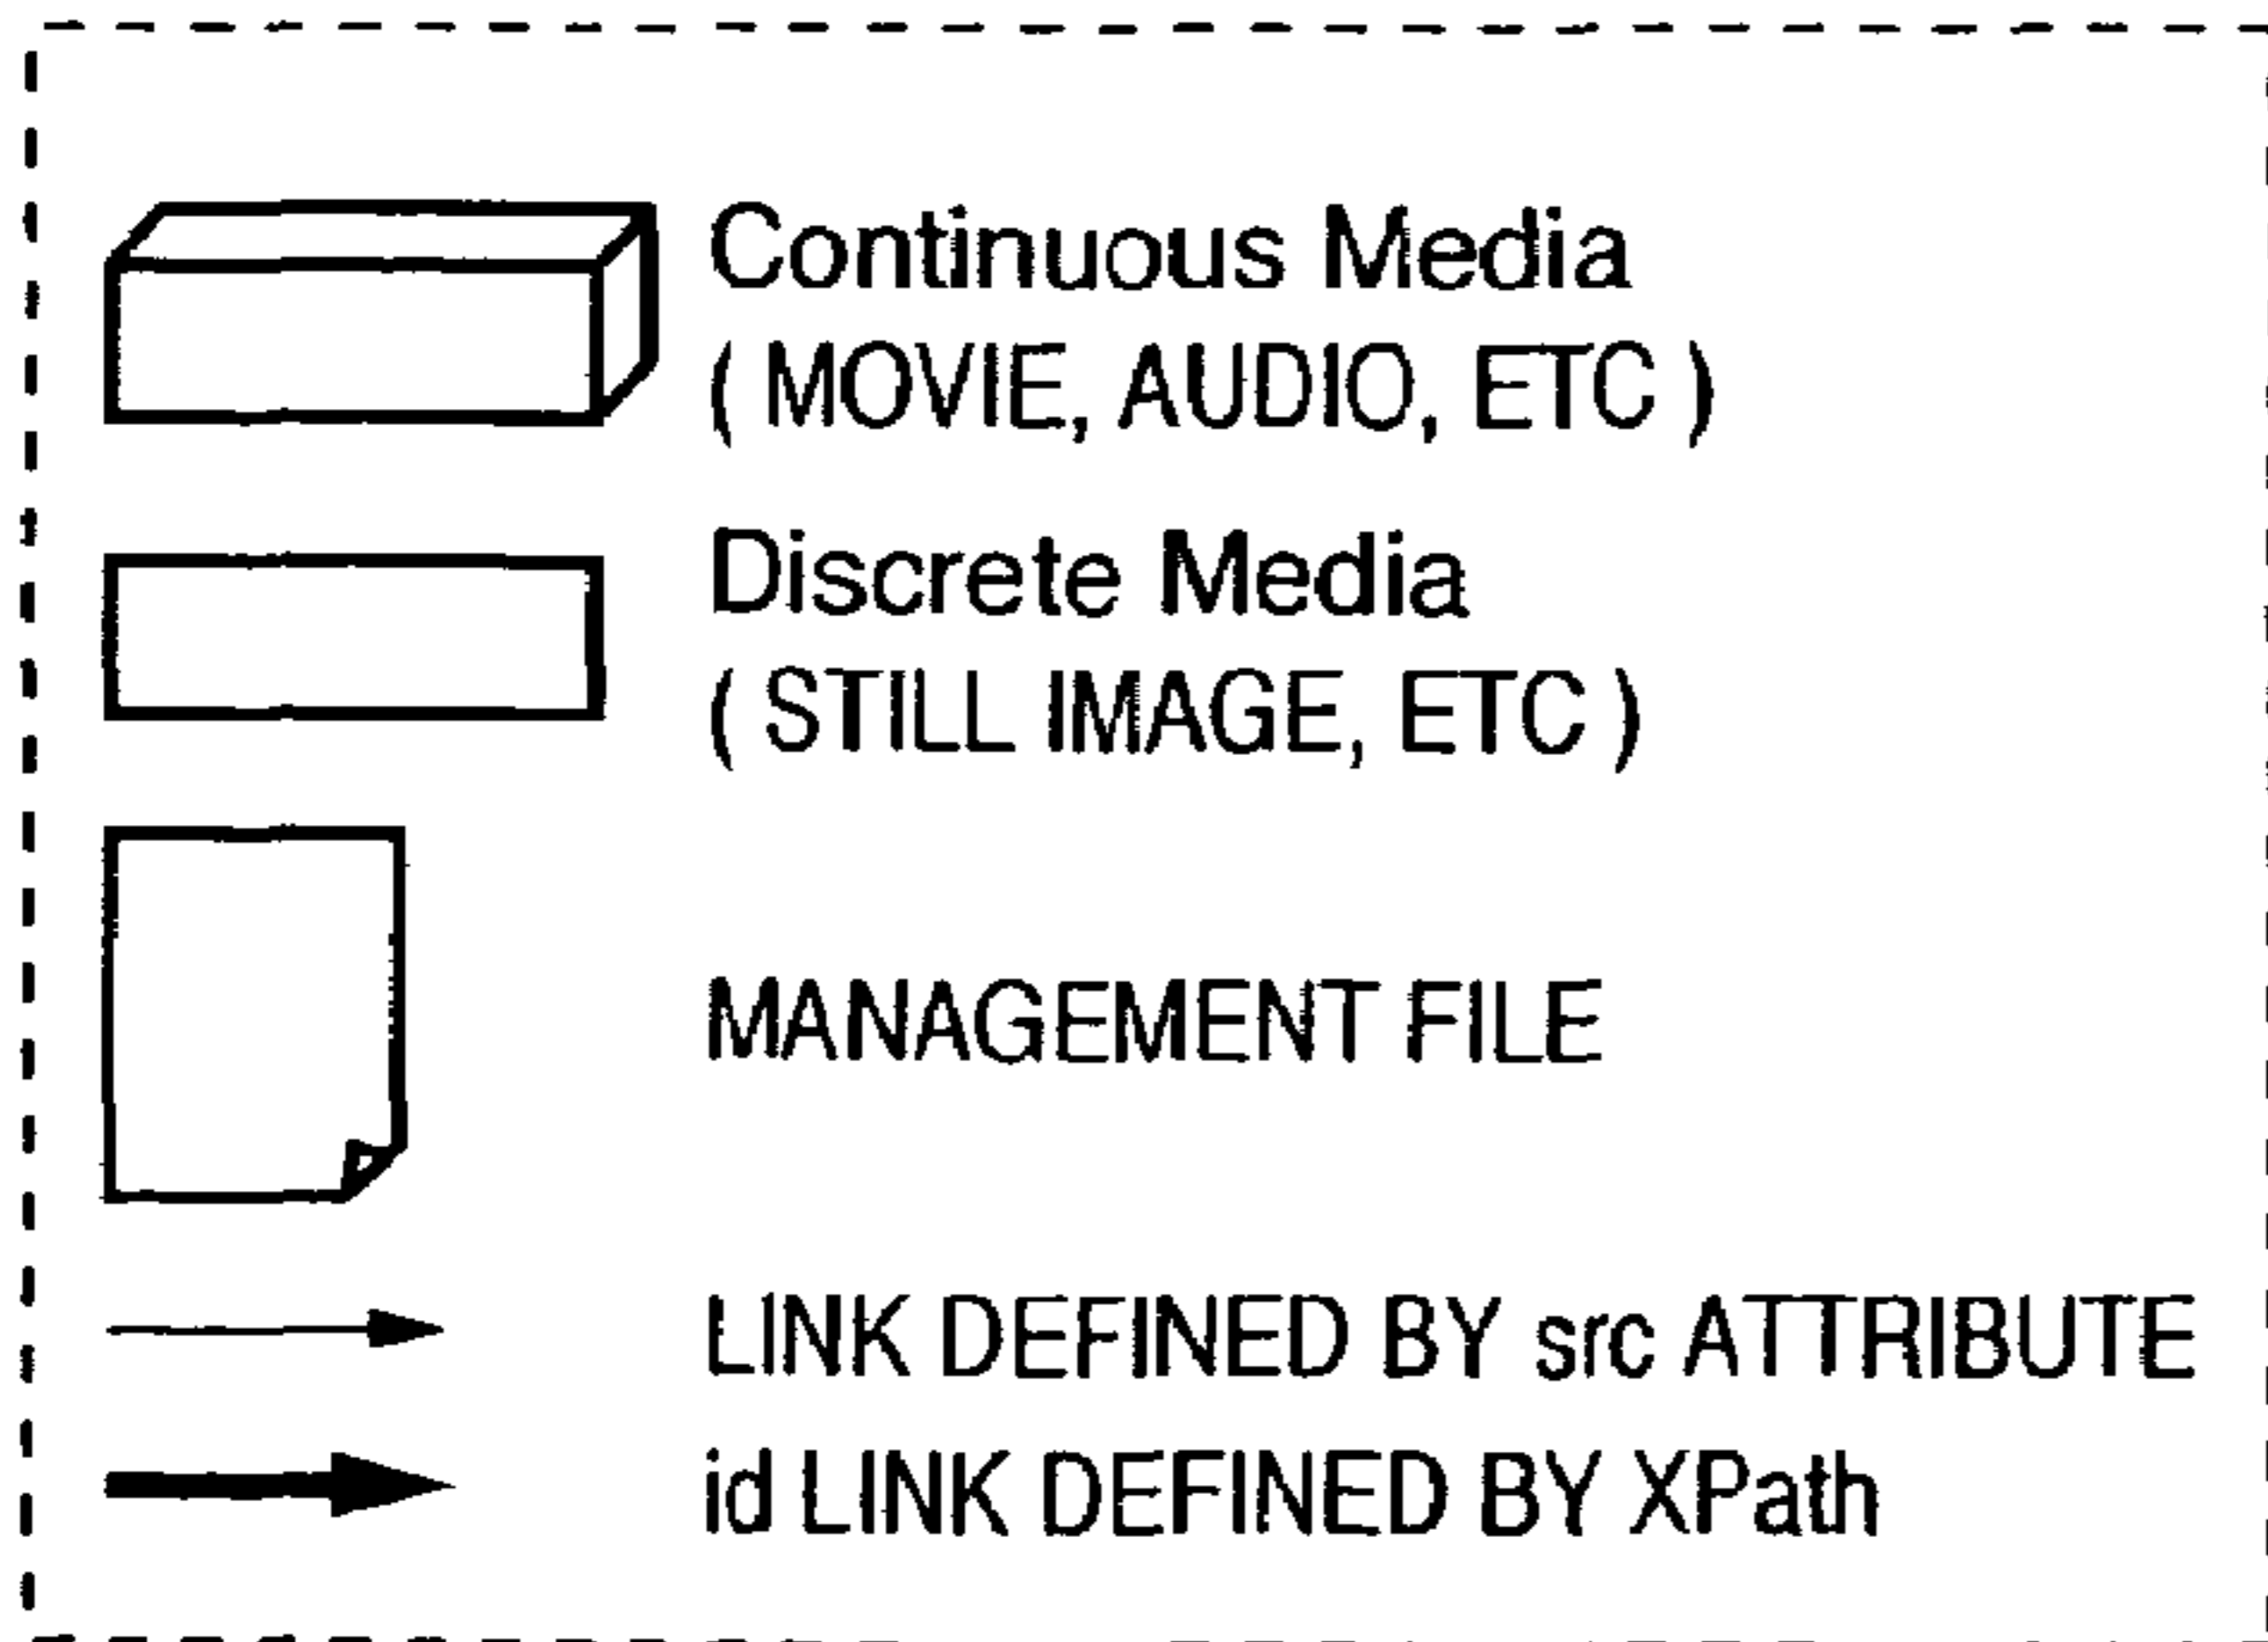 Continuous Media
( MOVIE, AUDIO, ETC )
Discrete Media
( STILL IMAGE, ETC )
MANAGEMENT FILE
LINK DEFINED BY src ATTRIBUTE
id LINK DEFINED BY XPath